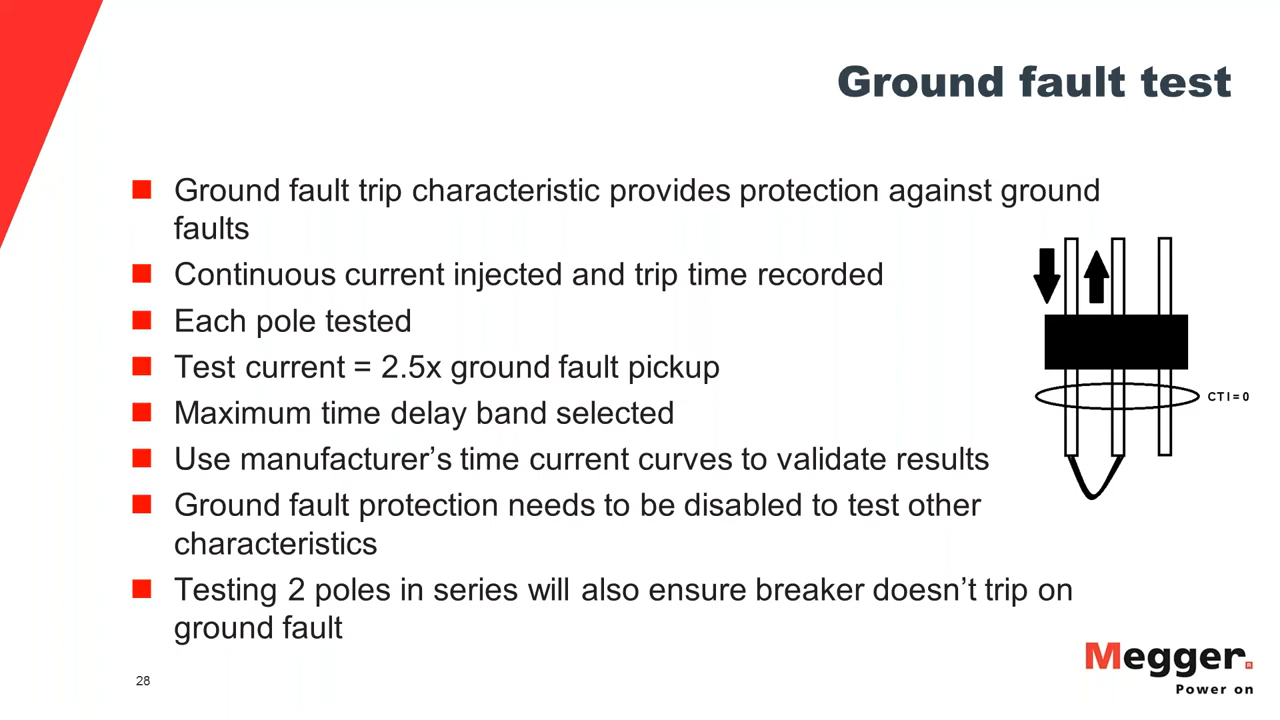 Ground fault test
Ground fault trip characteristic provides protection against ground
faults
Continuous current injected and trip time recorded
Each pole tested
Test current = 2.5x ground fault pickup
Maximum time delay band selected
Use manufacturer’s time current curves to validate results
Ground fault protection needs to be disabled to test other
characteristics
Testing 2 poles in series will also ensure breaker doesn’t trip on
ground fault
CT I = 0
28
Megger
Power on